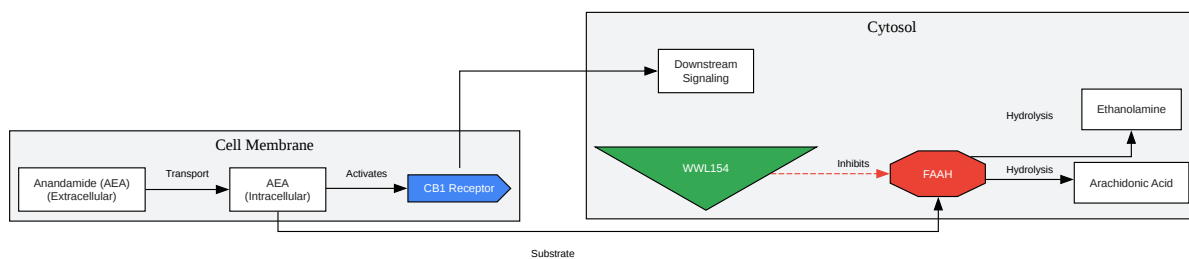 Cytosol
Downstream
Signaling
Ethanolamine
Hydrolysis
Cell Membrane
WWL154
Inhibits
FAAH
Hydrolysis
Arachidonic Acid
Anandamide (AEA)
(Extracellular)
Transport
AEA
(Intracellular)
Activates
CB1 Receptor
Substrate